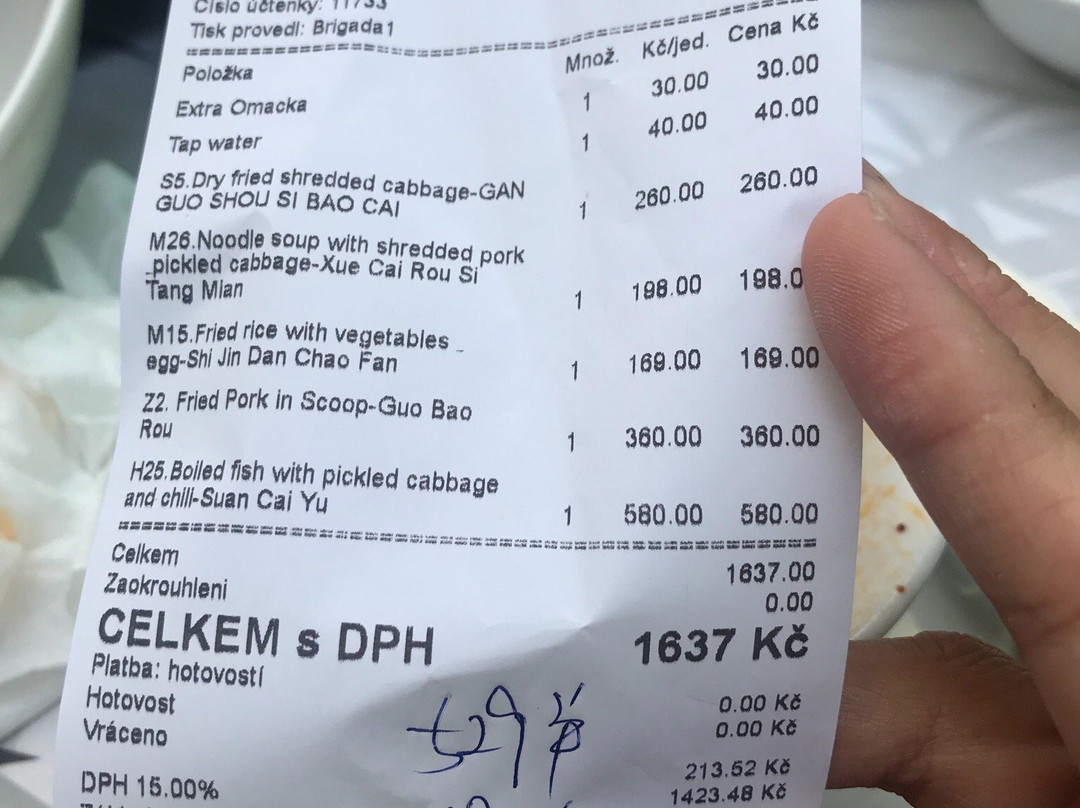 Číslo účtenky: 11733
Tisk provedl: Brigada1
Položka Množ. Kč/jed. Cena Kč
Extra Omacka 1 30.00 30.00
Tap water 1 40.00 40.00
S5.Dry fried shredded cabbage-GAN
GUO SHOU SI BAO CAI 1 260.00 260.00
M26.Noodle soup with shredded pork
pickled cabbage-Xue Cai Rou Si
Tang Mian 1 198.00 198.0
M15.Fried rice with vegetables
egg-Shi Jin Dan Chao Fan 1 169.00 169.00
Z2. Fried Pork in Scoop-Guo Bao
Rou 1 360.00 360.00
H25.Boiled fish with pickled cabbage
and chili-Suan Cai Yu 1 580.00 580.00
Celkem 1637.00
Zaokrouhleni 0.00
CELKEM s DPH 1637 Kč
Platba: hotovostí
Hotovost 0.00 Kč
Vráceno 0.00 Kč
DPH 15.00% 213.52 Kč
1423.48 Kč